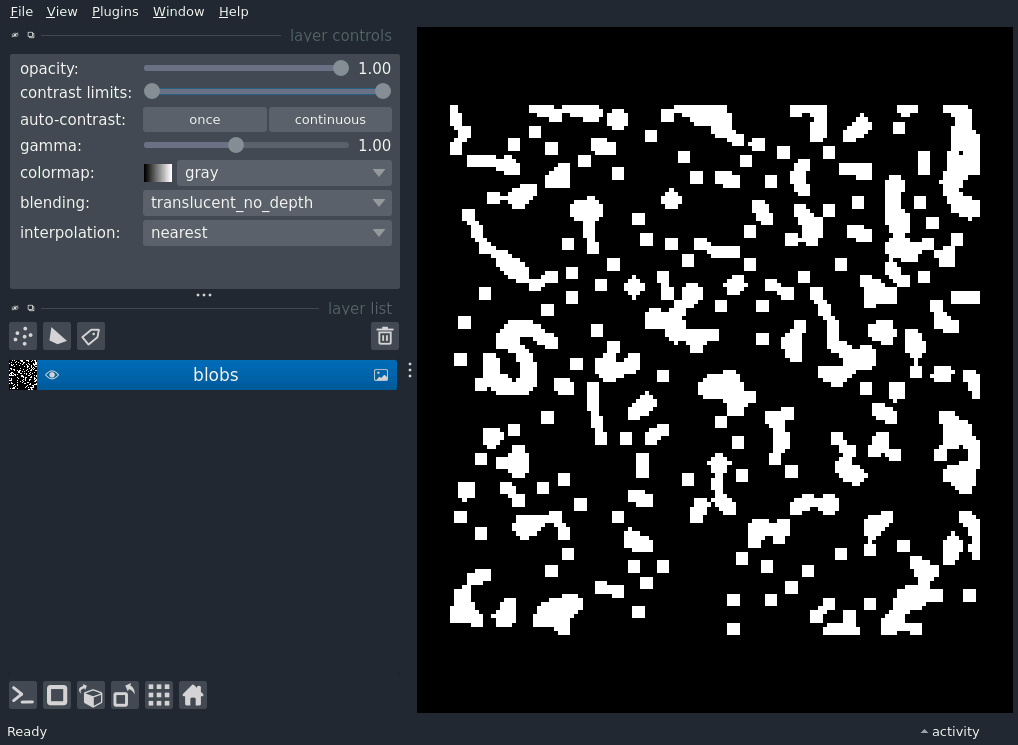 File View Plugins Window Help
layer controls
opacity: 1.00
contrast limits:
auto-contrast: once continuous
gamma: 1.00
colormap: gray
blending: translucent_no_depth
interpolation: nearest
layer list
blobs
Ready activity